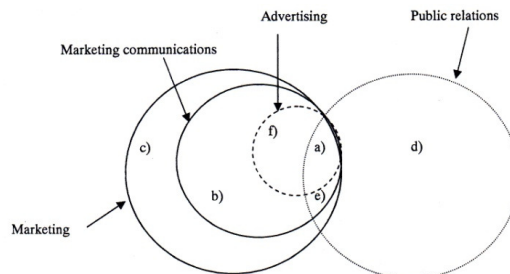 Advertising
Public relations
Marketing communications
f)
c)
a)
d)
b)
e)
Marketing